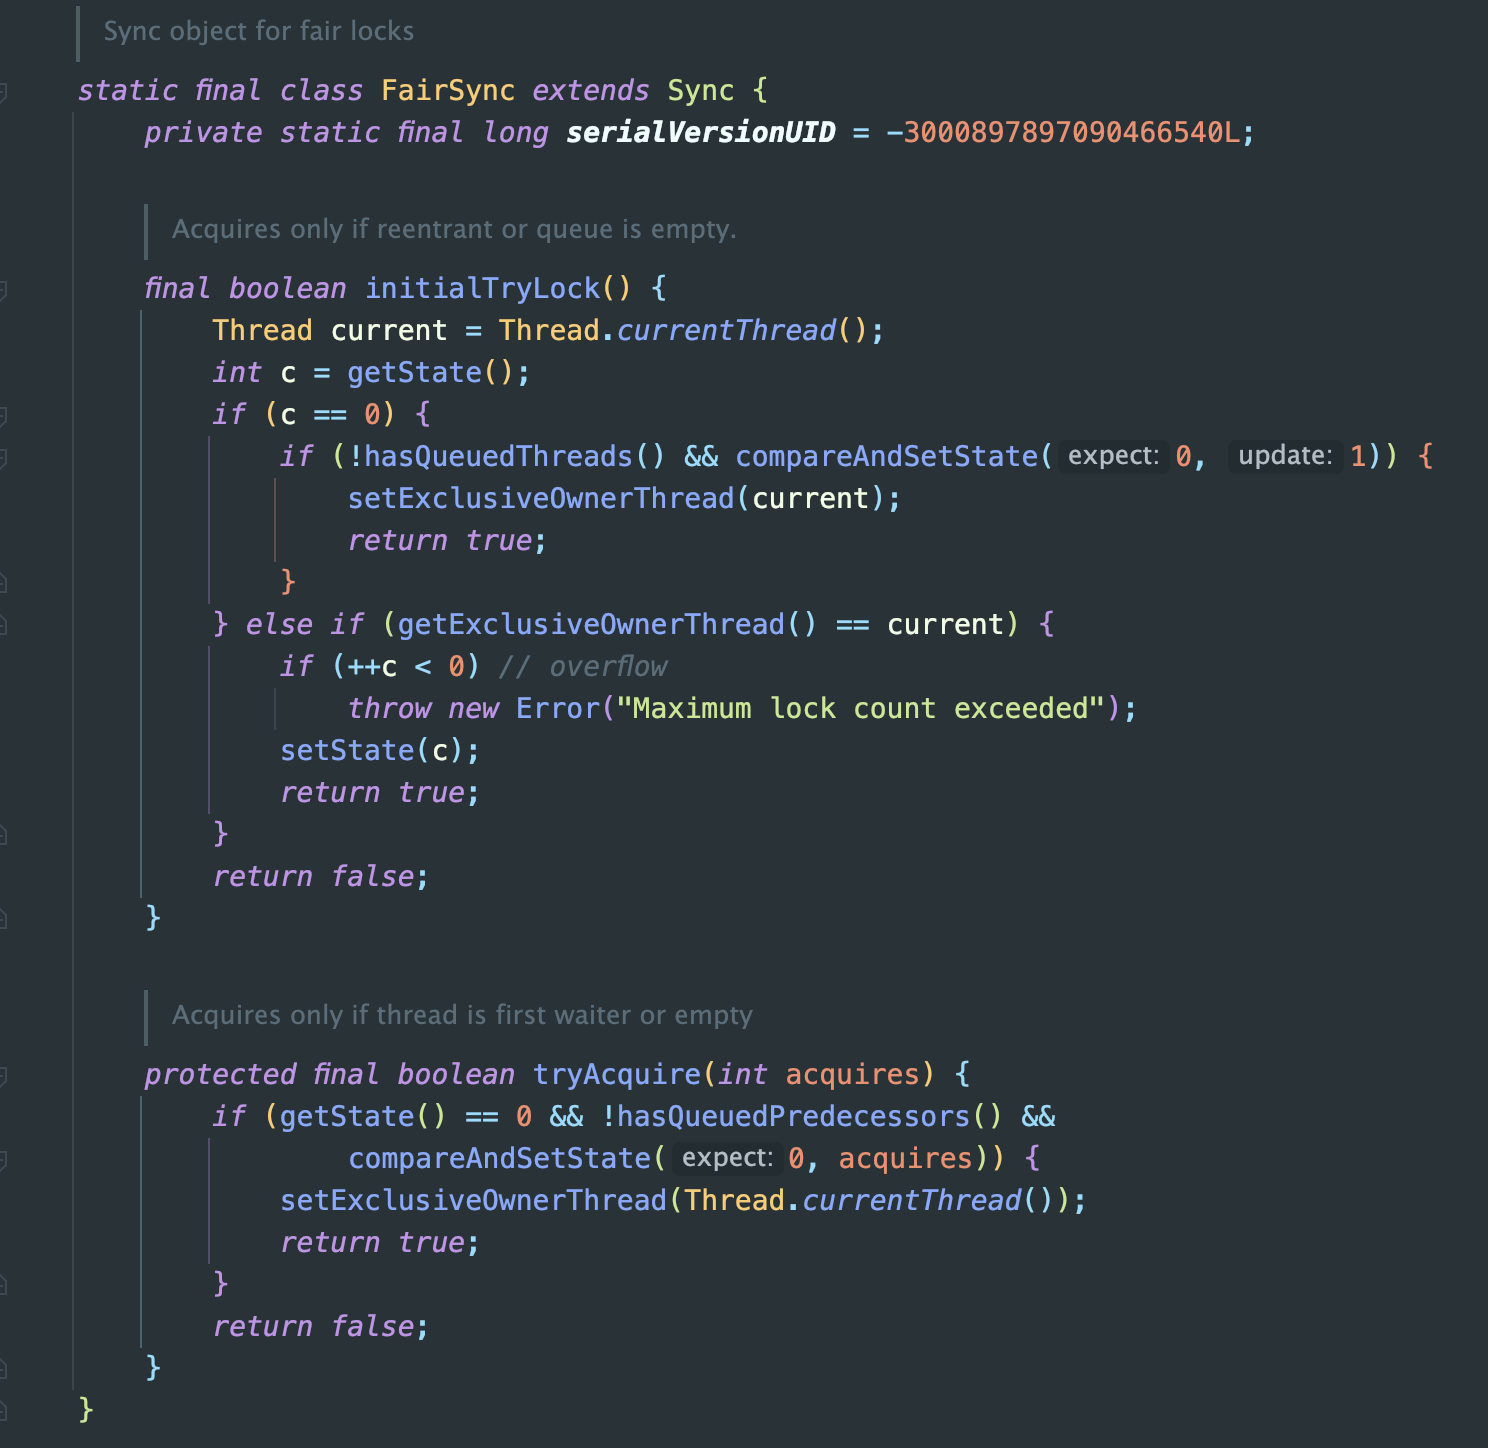 Sync object for fair locks
static final class FairSync extends Sync {
    private static final long serialVersionUID = -3000897897090466540L;

    Acquires only if reentrant or queue is empty.
    final boolean initialTryLock() {
        Thread current = Thread.currentThread();
        int c = getState();
        if (c == 0) {
            if (!hasQueuedThreads() && compareAndSetState( expect: 0, update: 1)) {
                setExclusiveOwnerThread(current);
                return true;
            }
        } else if (getExclusiveOwnerThread() == current) {
            if (++c < 0) // overflow
                throw new Error("Maximum lock count exceeded");
            setState(c);
            return true;
        }
        return false;
    }

    Acquires only if thread is first waiter or empty
    protected final boolean tryAcquire(int acquires) {
        if (getState() == 0 && !hasQueuedPredecessors() &&
                compareAndSetState( expect: 0, acquires)) {
            setExclusiveOwnerThread(Thread.currentThread());
            return true;
        }
        return false;
    }
}